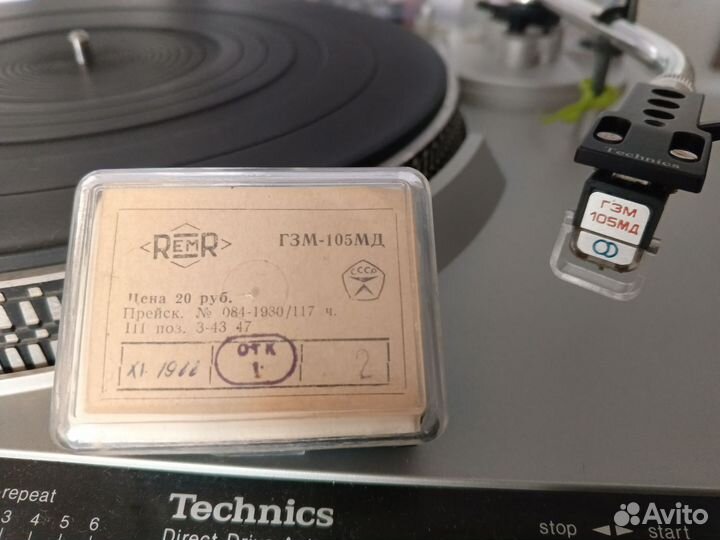 Technics
ГЗМ
105МД
REMR
ГЗМ-105МД
СССР
Цена 20 руб.
Прейск. № 084-1930/117 ч.
III поз. 3-43 47
XI.
ОТК
1
2
repeat
3 4 5 6
Technics
Direct Drive
stop
start
Avito